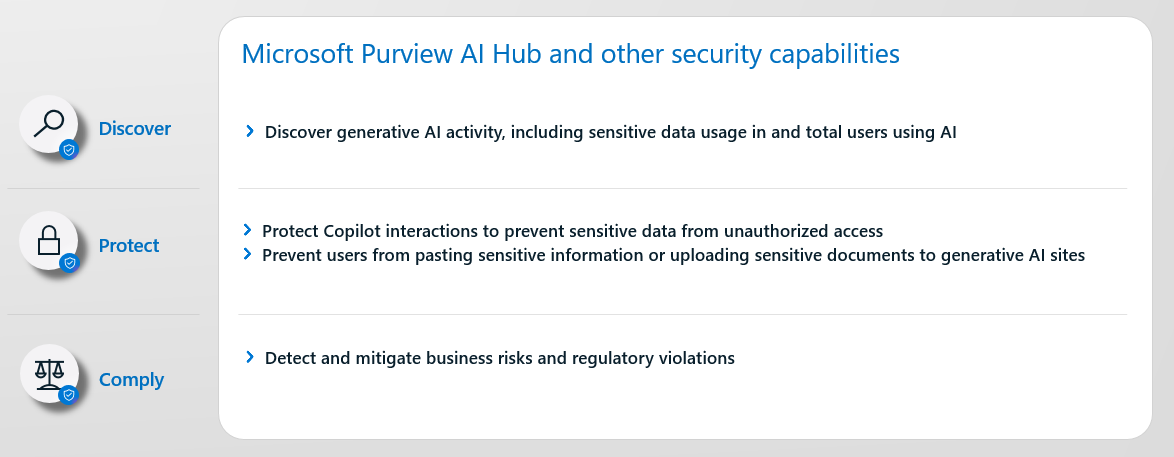 Microsoft Purview AI Hub and other security capabilities
Discover
Discover generative AI activity, including sensitive data usage in and total users using AI
Protect
Protect Copilot interactions to prevent sensitive data from unauthorized access
Prevent users from pasting sensitive information or uploading sensitive documents to generative AI sites
Comply
Detect and mitigate business risks and regulatory violations